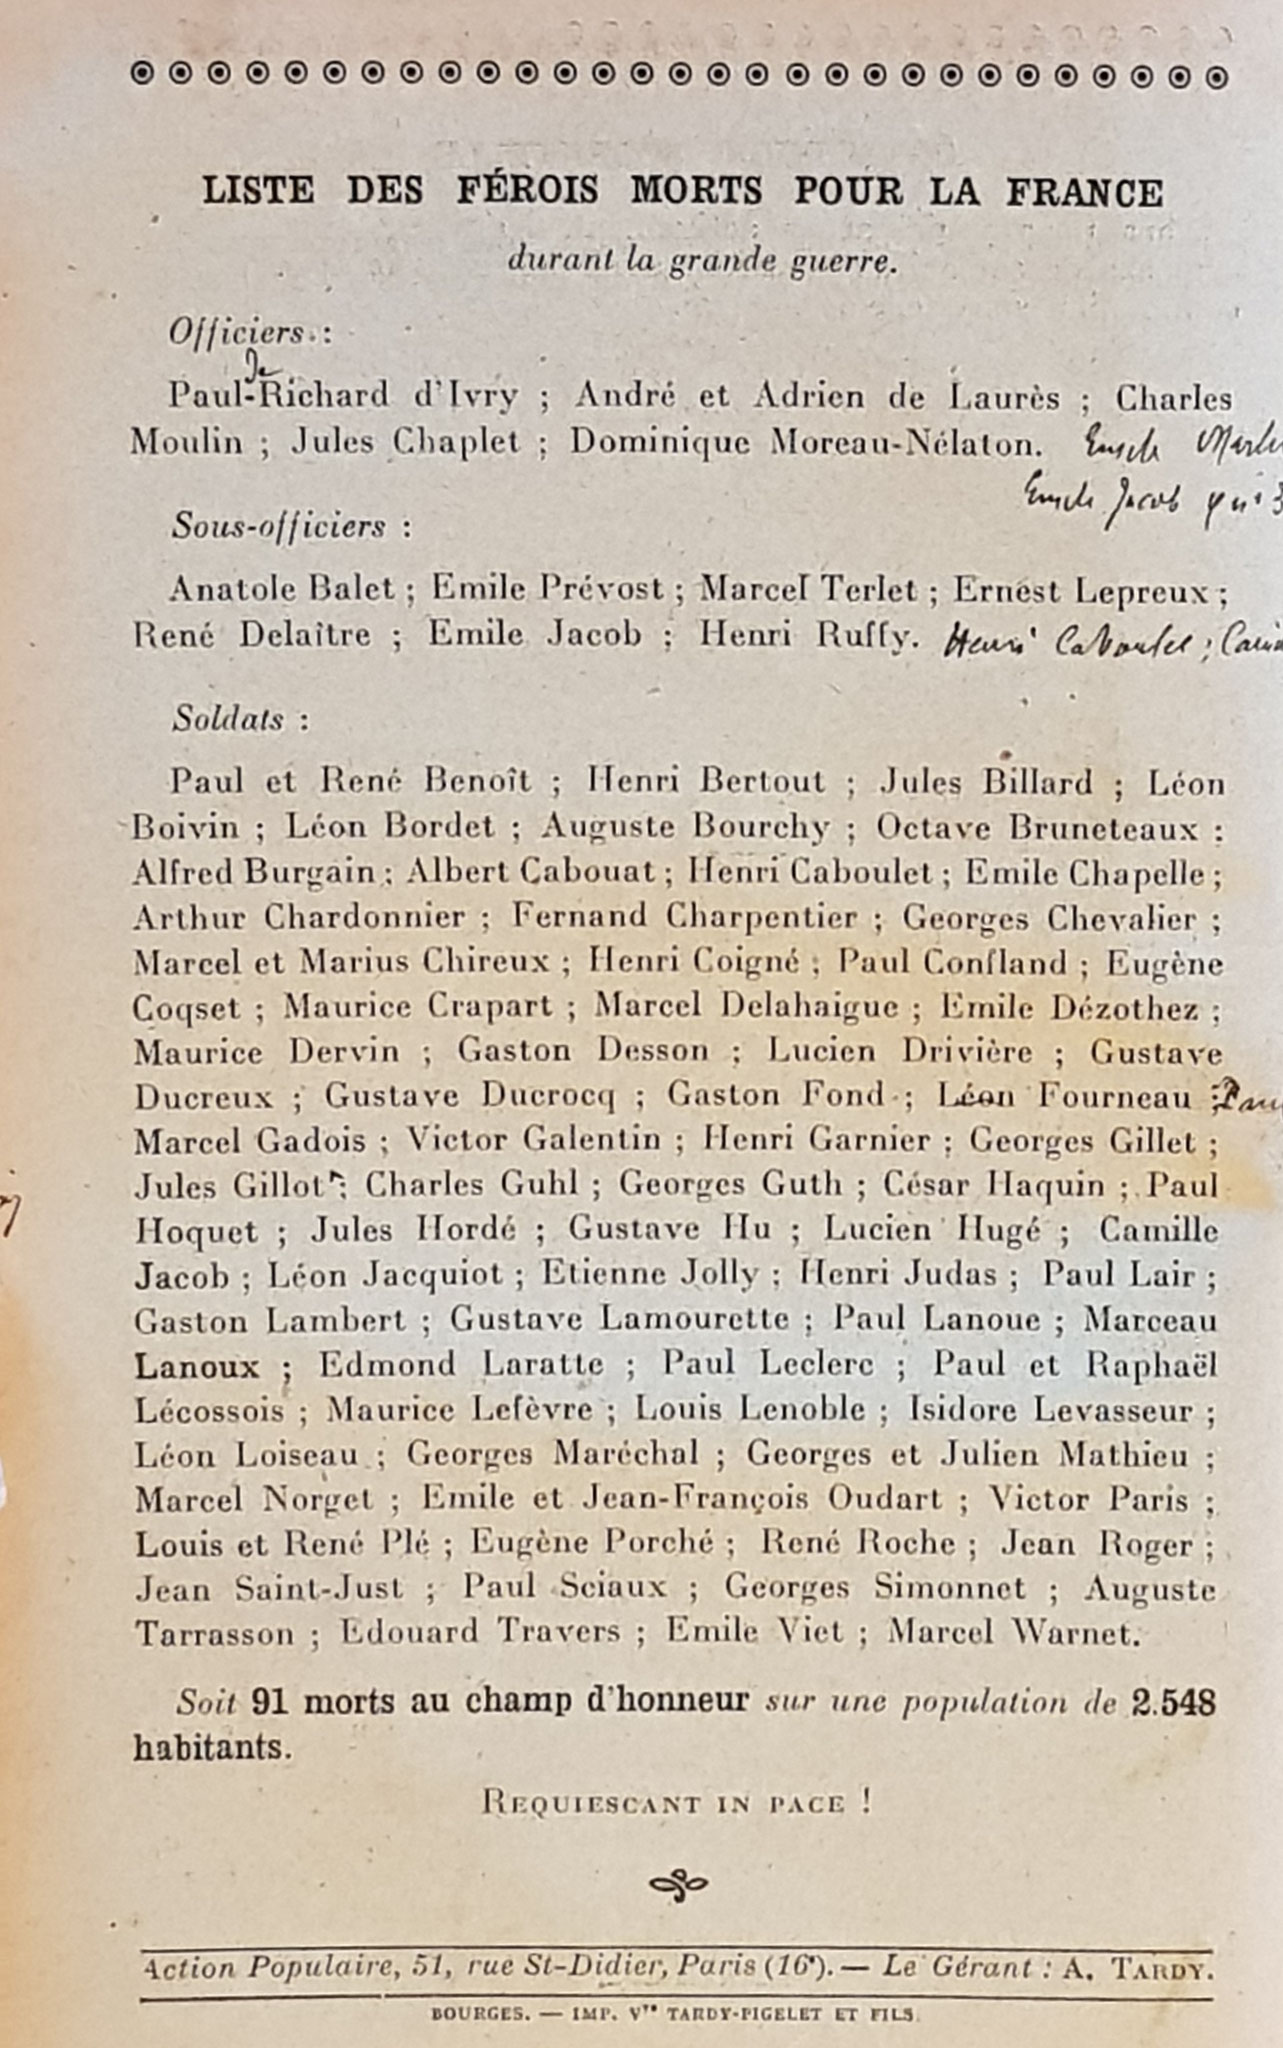 LISTE DES FÉROIS MORTS POUR LA FRANCE
durant la grande guerre.
Officiers :
de
Paul-Richard d'Ivry ; André et Adrien de Laurès ; Charles
Moulin ; Jules Chaplet ; Dominique Moreau-Nélaton.
Jacob
Sous-officiers :
Anatole Balet ; Emile Prévost ; Marcel Terlet ; Ernest Lepreux ;
René Delaître ; Emile Jacob ; Henri Ruffy. Henri Caboulet ;
Soldats :
Paul et René Benoît ; Henri Bertout ; Jules Billard ; Léon
Boivin ; Léon Bordet ; Auguste Bourchy ; Octave Bruneteaux :
Alfred Burgain : Albert Cabouat ; Henri Caboulet ; Emile Chapelle ;
Arthur Chardonnier ; Fernand Charpentier ; Georges Chevalier ;
Marcel et Marius Chireux ; Henri Coigné ; Paul Confland ; Eugène
Coqset ; Maurice Crapart ; Marcel Delahaigue ; Emile Dézothez ;
Maurice Dervin ; Gaston Desson ; Lucien Drivière ; Gustave
Ducreux ; Gustave Ducrocq ; Gaston Fond ; Léon Fourneau ;
Marcel Gadois ; Victor Galentin ; Henri Garnier ; Georges Gillet ;
Jules Gillot ; Charles Guhl ; Georges Guth ; César Haquin ; Paul
Hoquet ; Jules Hordé ; Gustave Hu ; Lucien Hugé ; Camille
Jacob ; Léon Jacquiot ; Etienne Jolly ; Henri Judas ; Paul Lair ;
Gaston Lambert ; Gustave Lamourette ; Paul Lanoue ; Marceau
Lanoux ; Edmond Laratte ; Paul Leclerc ; Paul et Raphaël
Lécossois ; Maurice Lefèvre ; Louis Lenoble ; Isidore Levasseur ;
Léon Loiseau ; Georges Maréchal ; Georges et Julien Mathieu ;
Marcel Norget ; Emile et Jean-François Oudart ; Victor Paris ;
Louis et René Plé ; Eugène Porché ; René Roche ; Jean Roger ;
Jean Saint-Just ; Paul Sciaux ; Georges Simonnet ; Auguste
Tarrasson ; Edouard Travers ; Emile Viet ; Marcel Warnet.
Soit 91 morts au champ d'honneur sur une population de 2.548
habitants.
REQUIESCANT IN PACE !
Action Populaire, 51, rue St-Didier, Paris (16e). — Le Gérant : A. TARDY.
BOURGES. — IMP. Vve TARDY-PIGELET ET FILS